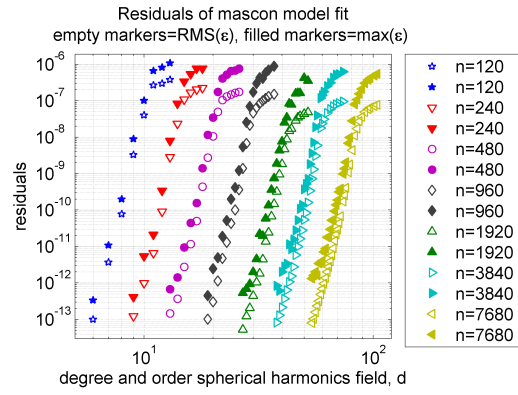 Residuals of mascon model fit
empty markers=RMS(ε), filled markers=max(ε)
10^-6
10^-7
10^-8
10^-9
10^-10
10^-11
10^-12
10^-13
residuals
10^1
10^2
degree and order spherical harmonics field, d
n=120
n=120
n=240
n=240
n=480
n=480
n=960
n=960
n=1920
n=1920
n=3840
n=3840
n=7680
n=7680